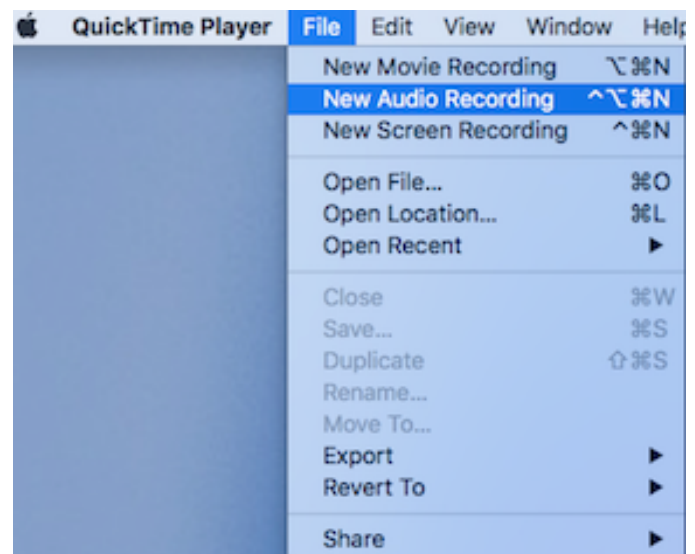 QuickTime Player File Edit View Window Help
New Movie Recording ⌥⌘N
New Audio Recording ^⌥⌘N
New Screen Recording ^⌘N
Open File... ⌘O
Open Location... ⌘L
Open Recent ▶
Close ⌘W
Save... ⌘S
Duplicate ⇧⌘S
Rename...
Move To...
Export ▶
Revert To ▶
Share ▶